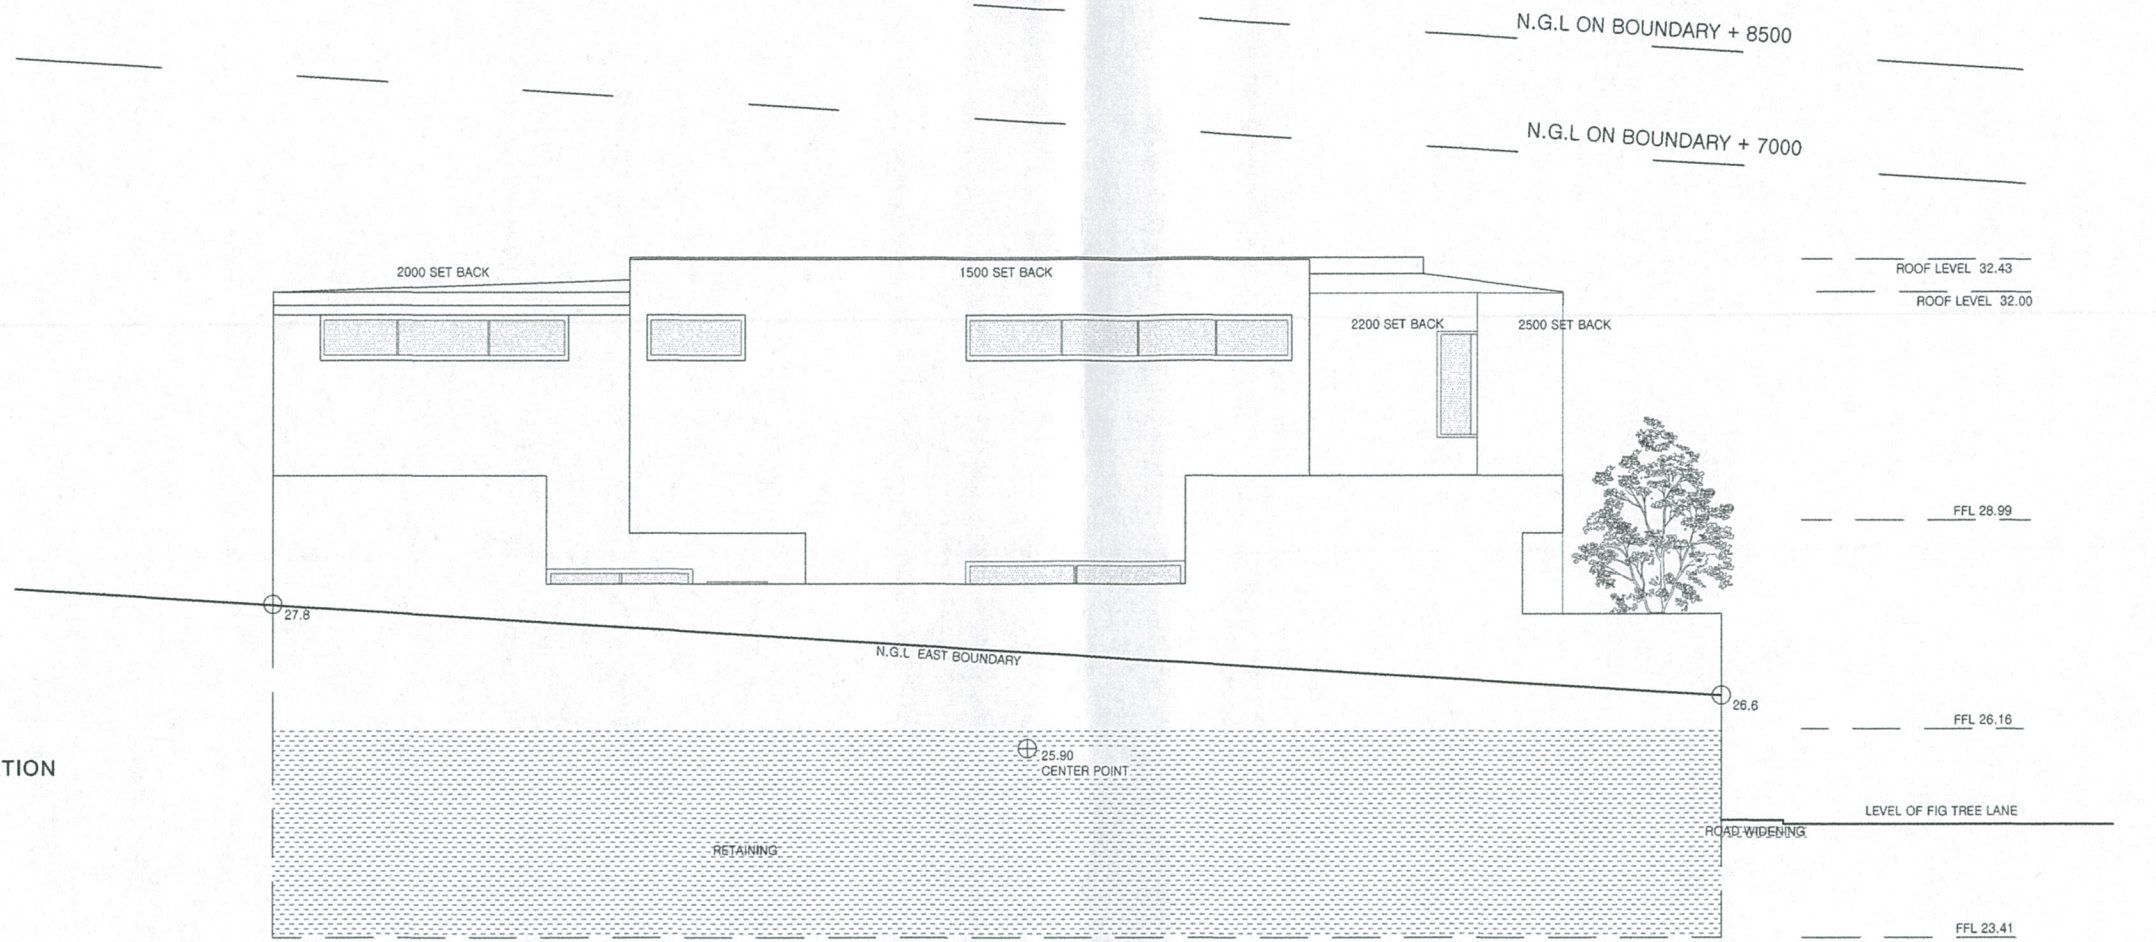 N.G.L ON BOUNDARY + 8500
N.G.L ON BOUNDARY + 7000
2000 SET BACK
1500 SET BACK
ROOF LEVEL 32.43
ROOF LEVEL 32.00
2200 SET BACK
2500 SET BACK
FFL 28.99
27.8
N.G.L EAST BOUNDARY
26.6
FFL 26.16
25.90
CENTER POINT
TION
LEVEL OF FIG TREE LANE
ROAD WIDENING
RETAINING
FFL 23.41